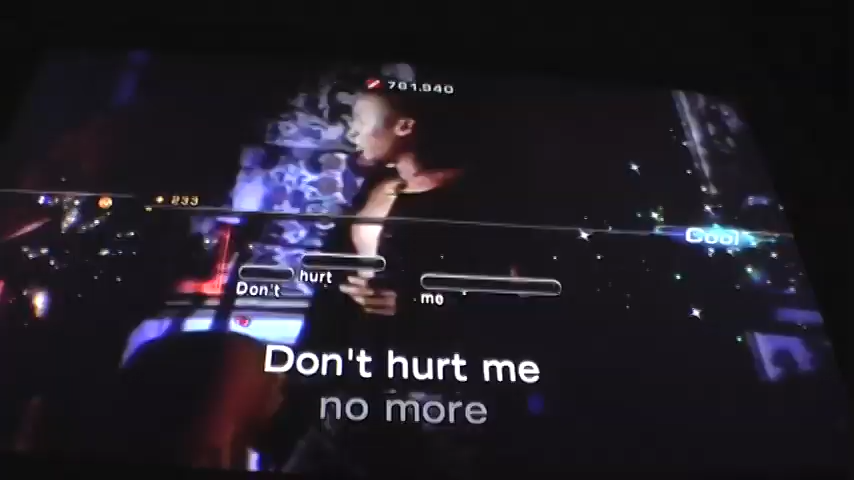 761,940
+ 233
Cool
hurt
Don't
me
Don't hurt me
no more